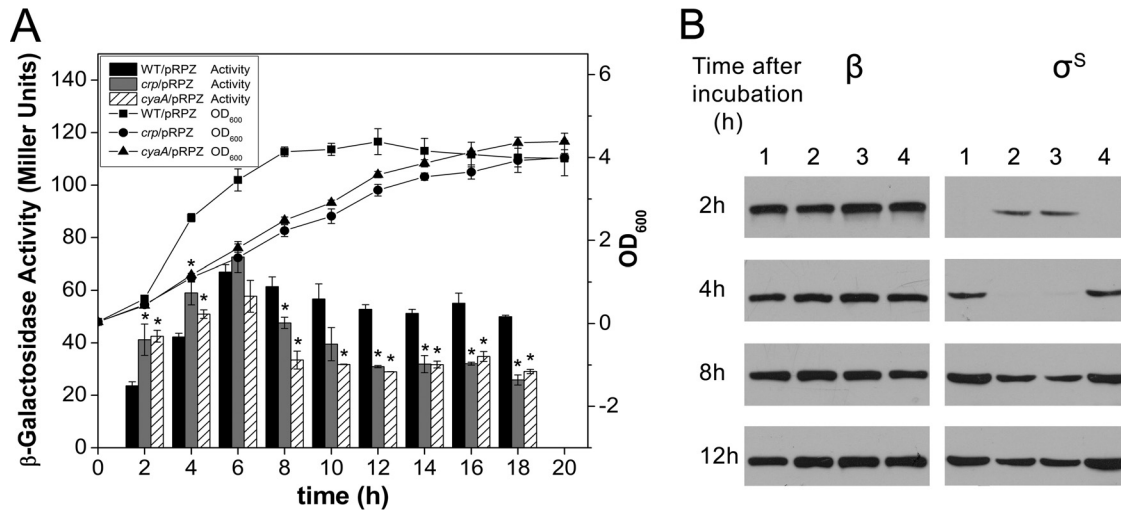 A
β-Galactosidase Activity (Miller Units)
140
120
100
80
60
40
20
0
WT/pRPZ Activity
crp/pRPZ Activity
cyaA/pRPZ Activity
WT/pRPZ OD600
crp/pRPZ OD600
cyaA/pRPZ OD600
* * * * * * * * * * * * * * *
0 2 4 6 8 10 12 14 16 18 20
time (h)
6
4
2
0
-2
OD600
B
Time after
incubation
(h)
β σS
1 2 3 4 1 2 3 4
2h
4h
8h
12h